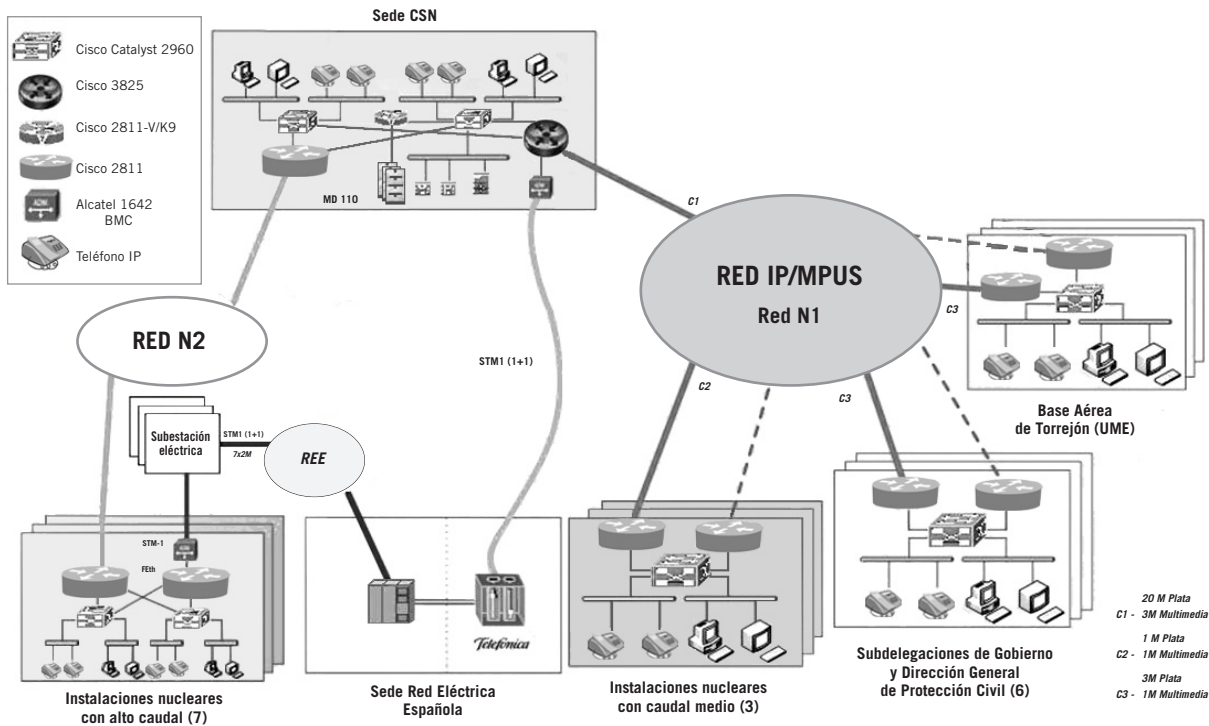 Cisco Catalyst 2960
Cisco 3825
Cisco 2811-V/K9
Cisco 2811
Alcatel 1642
BMC
Teléfono IP
Sede CSN
MD 110
ADM
ADM
C1
RED IP/MPUS
Red N1
C3
Base Aérea
de Torrejón (UME)
RED N2
STM1 (1+1)
C2
C3
Subestación
eléctrica
STM1 (1+1)
7x2M
REE
STM-1
ADM
FEth
Telefónica
Instalaciones nucleares
con alto caudal (7)
Sede Red Eléctrica
Española
Instalaciones nucleares
con caudal medio (3)
Subdelegaciones de Gobierno
y Dirección General
de Protección Civil (6)
20 M Plata
C1 - 3M Multimedia
1 M Plata
C2 - 1M Multimedia
3M Plata
C3 - 1M Multimedia